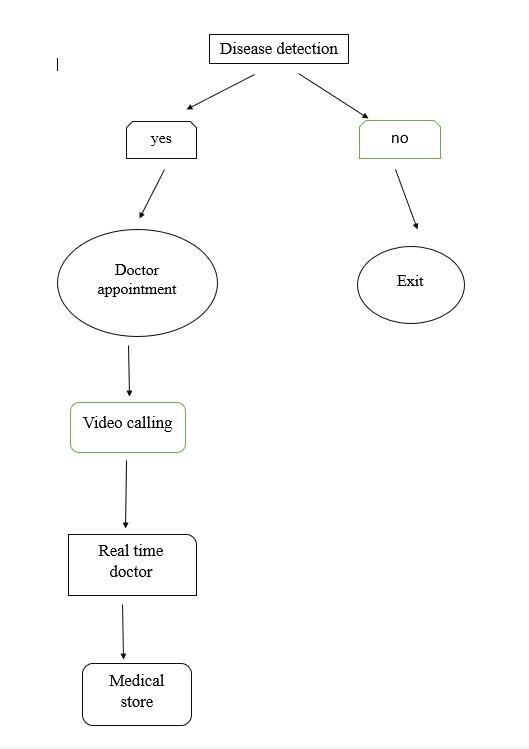 Disease detection
yes
no
Doctor
appointment
Exit
Video calling
Real time
doctor
Medical
store